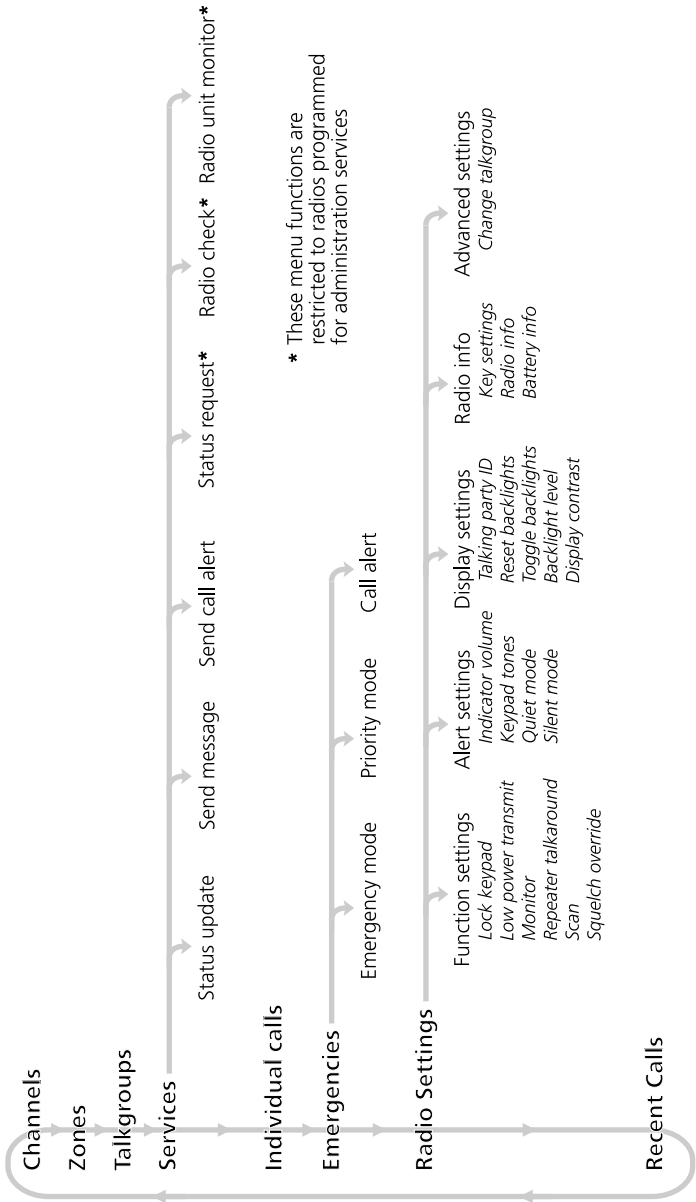 Channels
Zones
Talkgroups
Services
Status update
Send message
Send call alert
Status request*
Radio check*
Radio unit monitor*
* These menu functions are
restricted to radios programmed
for administration services
Individual calls
Emergencies
Emergency mode
Priority mode
Call alert
Radio Settings
Function settings
Lock keypad
Low power transmit
Monitor
Repeater talkaround
Scan
Squelch override
Alert settings
Indicator volume
Keypad tones
Quiet mode
Silent mode
Display settings
Talking party ID
Reset backlights
Toggle backlights
Backlight level
Display contrast
Radio info
Key settings
Radio info
Battery info
Advanced settings
Change talkgroup
Recent Calls